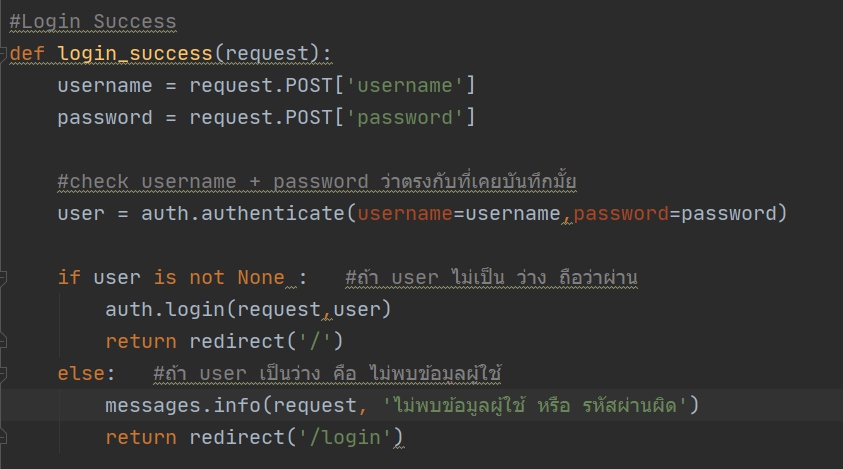 #Login Success
def login_success(request):
username = request.POST['username']
password = request.POST['password']
#check username + password ว่าตรงกับที่เคยบันทึกมั้ย
user = auth.authenticate(username=username,password=password)
if user is not None : #ถ้า user ไม่เป็น ว่าง ถือว่าผ่าน
auth.login(request,user)
return redirect('/')
else: #ถ้า user เป็นว่าง คือ ไม่พบข้อมูลผู้ใช้
messages.info(request, 'ไม่พบข้อมูลผู้ใช้ หรือ รหัสผ่านผิด')
return redirect('/login')